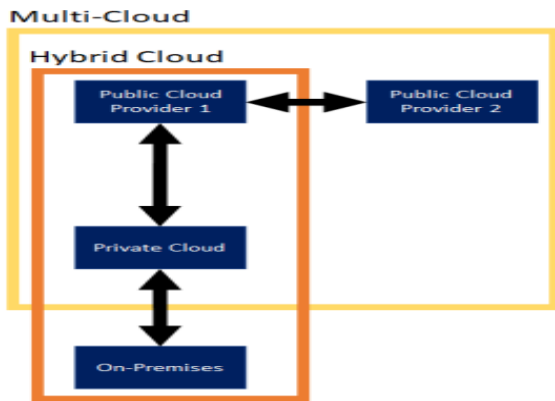 Multi-Cloud
Hybrid Cloud
Public Cloud
Provider 1
Public Cloud
Provider 2
Private Cloud
On-Premises